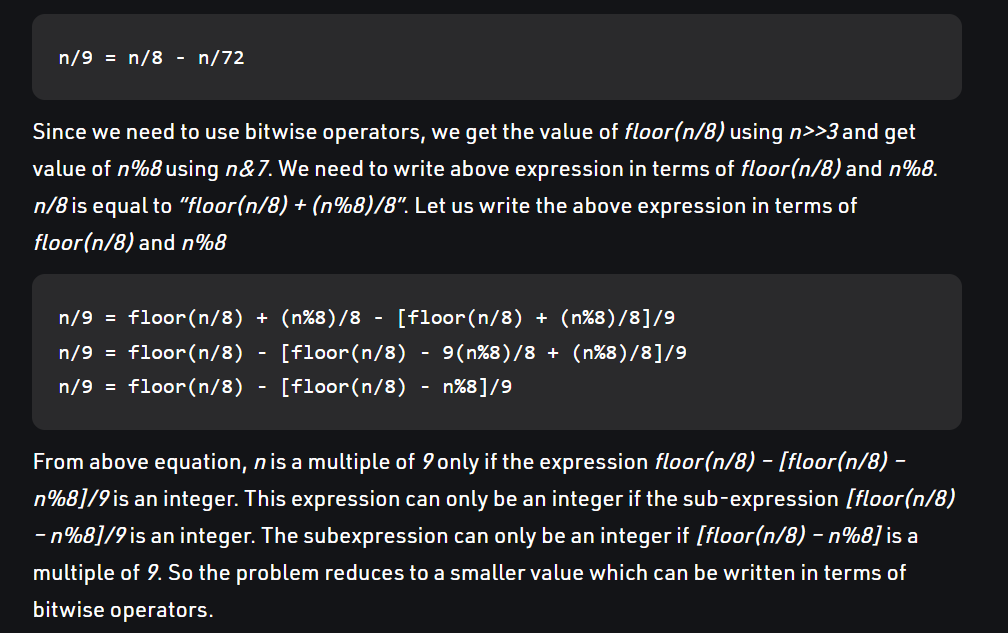 n/9 = n/8 - n/72
Since we need to use bitwise operators, we get the value of floor(n/8) using n>>3 and get
value of n%8 using n&7. We need to write above expression in terms of floor(n/8) and n%8.
n/8 is equal to “floor(n/8) + (n%8)/8”. Let us write the above expression in terms of
floor(n/8) and n%8
n/9 = floor(n/8) + (n%8)/8 - [floor(n/8) + (n%8)/8]/9
n/9 = floor(n/8) - [floor(n/8) - 9(n%8)/8 + (n%8)/8]/9
n/9 = floor(n/8) - [floor(n/8) - n%8]/9
From above equation, n is a multiple of 9 only if the expression floor(n/8) – [floor(n/8) –
n%8]/9 is an integer. This expression can only be an integer if the sub-expression [floor(n/8)
– n%8]/9 is an integer. The subexpression can only be an integer if [floor(n/8) – n%8] is a
multiple of 9. So the problem reduces to a smaller value which can be written in terms of
bitwise operators.